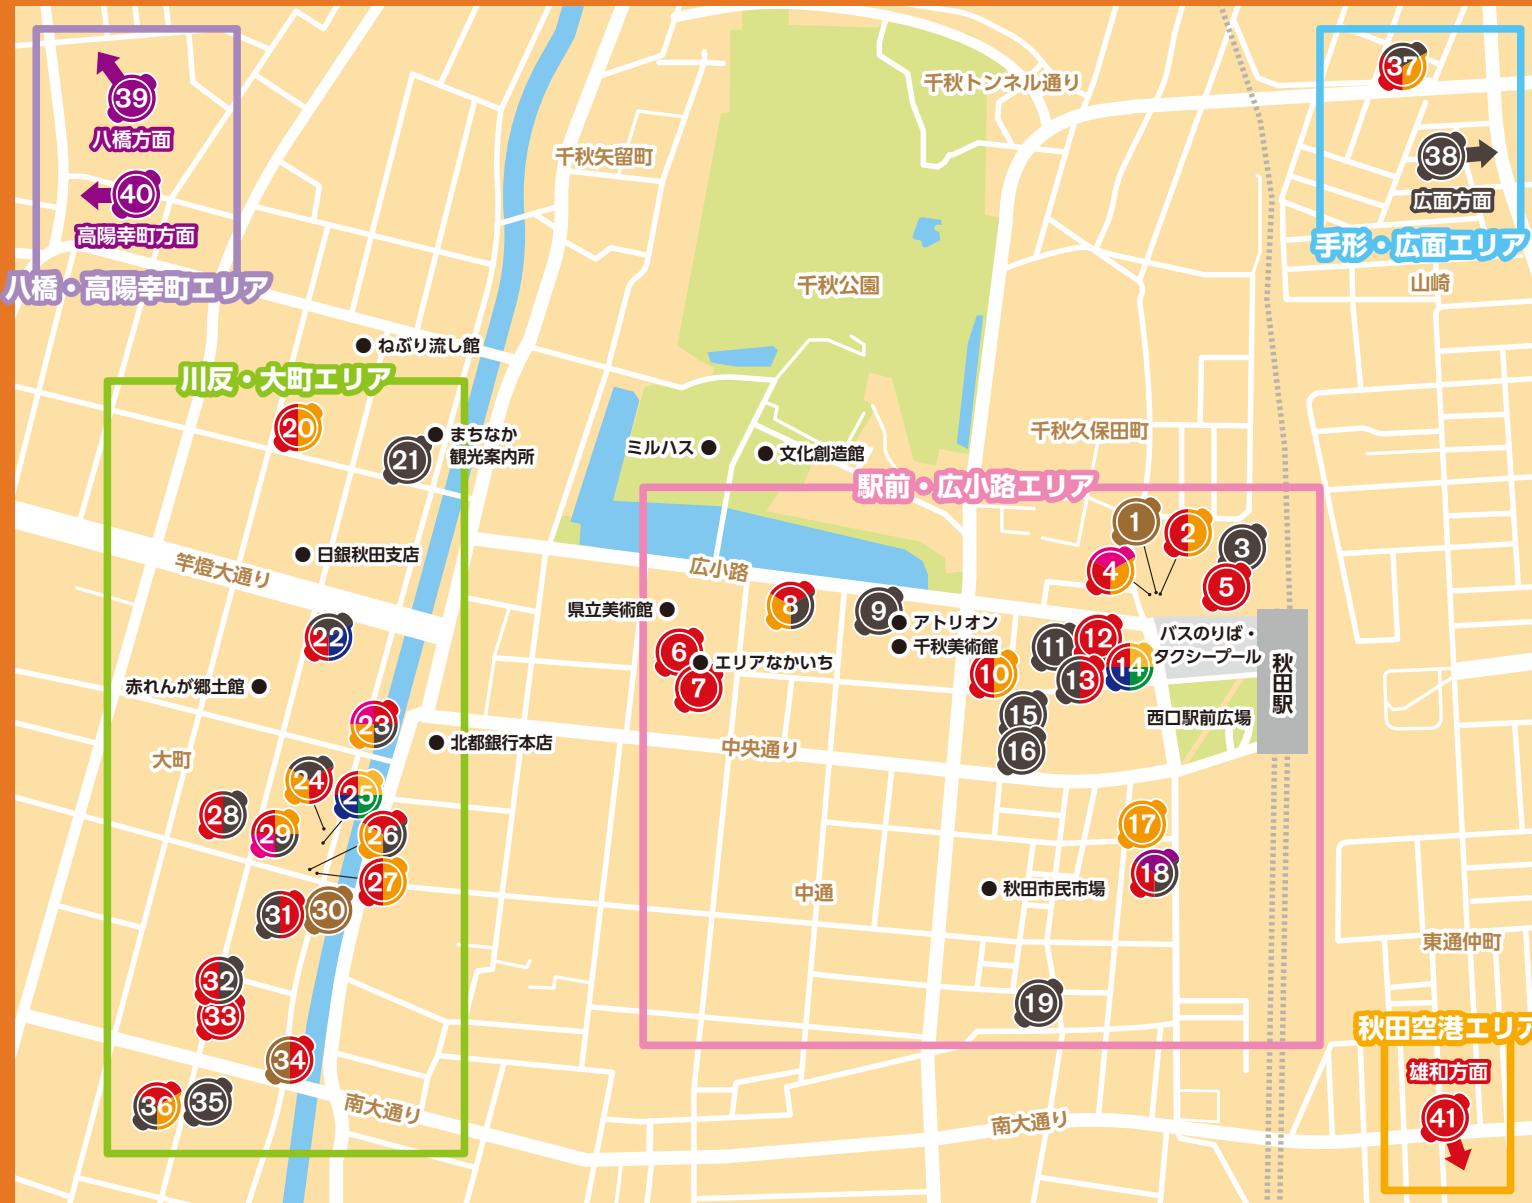 39
八橋方面
40
高陽幸町方面
八橋・高陽幸町エリア
千秋トンネル通り
千秋矢留町
千秋公園
37
38
広面方面
手形・広面エリア
山崎
ねぶり流し館
川反・大町エリア
20
21
まちなか
観光案内所
ミルハス
文化創造館
千秋久保田町
駅前・広小路エリア
1
2
3
4
5
日銀秋田支店
竿燈大通り
広小路
県立美術館
8
9
アトリオン
千秋美術館
6
エリアなかいち
7
10
11
12
13
14
バスのりば・
タクシープール
秋田駅
15
16
西口駅前広場
22
赤れんが郷土館
23
北都銀行本店
中央通り
大町
24
25
28
29
26
27
17
18
中通
秋田市民市場
31
30
32
33
19
東通仲町
34
36
35
南大通り
南大通り
秋田空港エリア
雄和方面
41